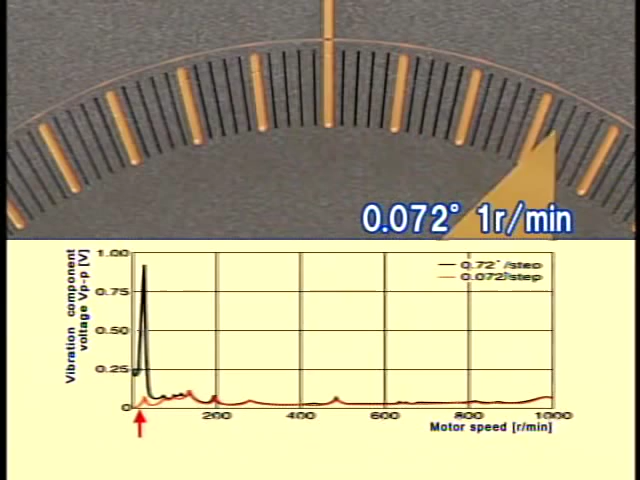 0.072° 1r/min
Vibration component
voltage Vp-p [V]
1.00
0.75
0.50
0.25
0
0.72°/step
0.072°/step
200
400
600
800
1000
Motor speed [r/min]